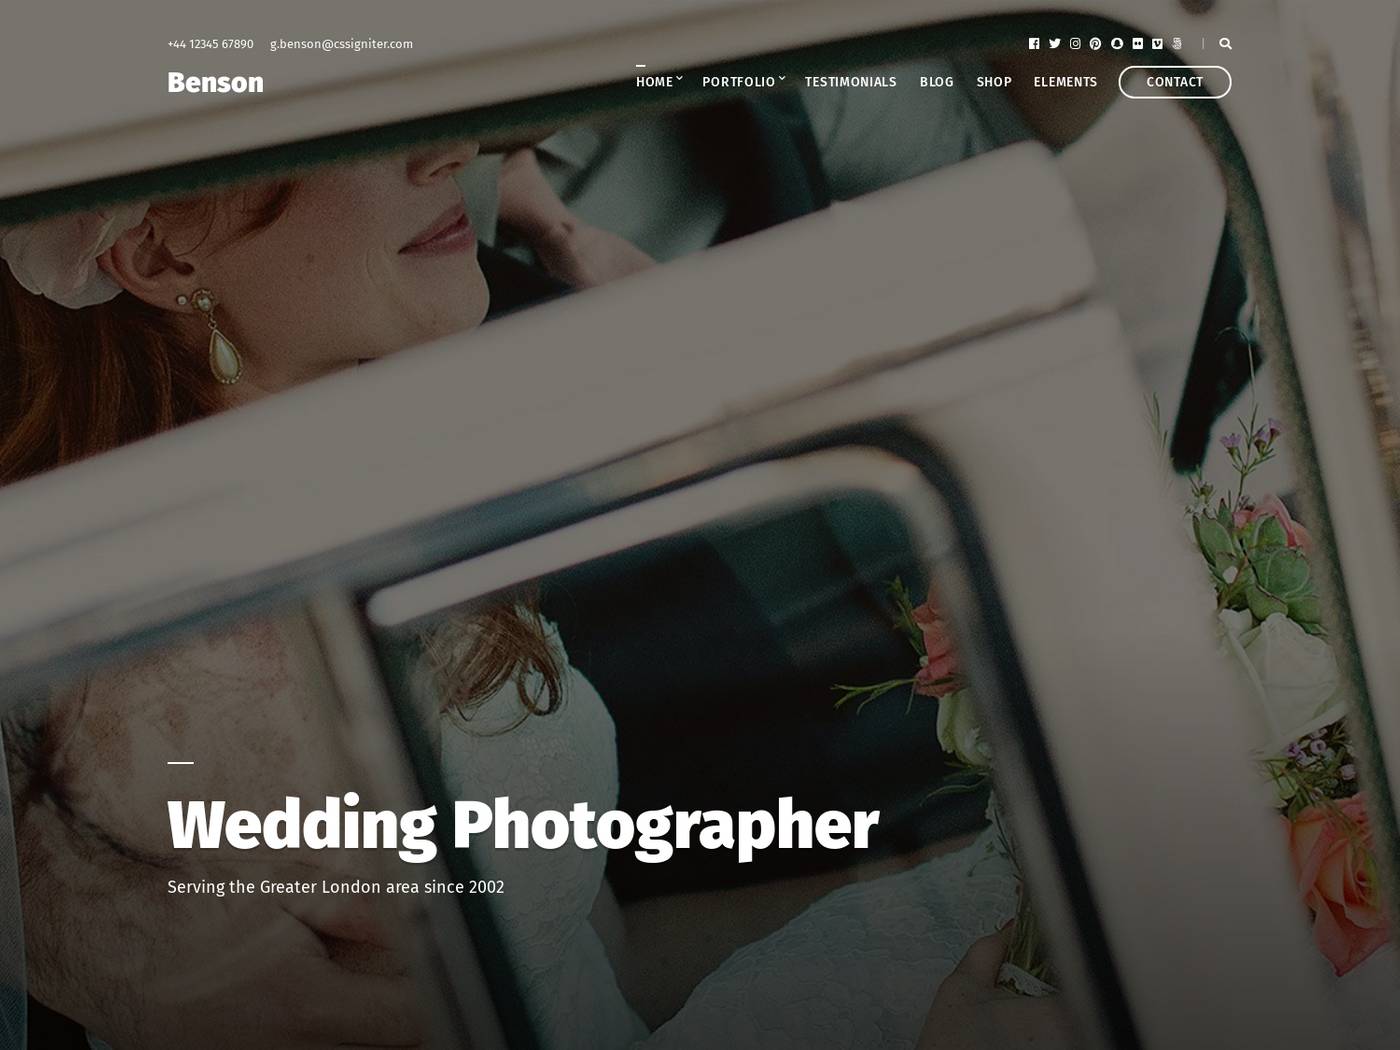 +44 12345 67890 g.benson@cssigniter.com
Benson
HOME PORTFOLIO TESTIMONIALS BLOG SHOP ELEMENTS CONTACT
Wedding Photographer
Serving the Greater London area since 2002